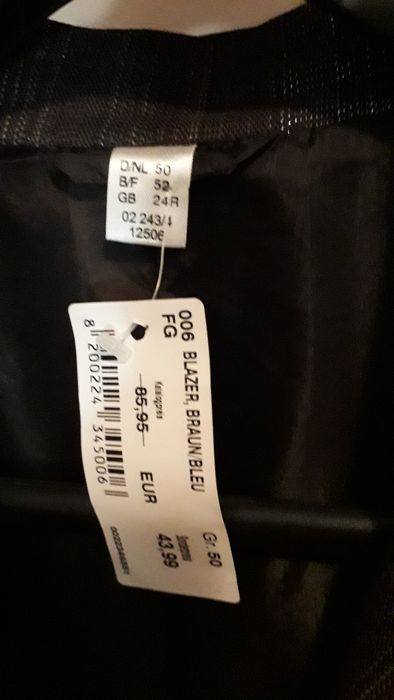 D/NL 50
B/F 52
GB 24R
02 243/4
12506
006 BLAZER, BRAUN/BLEU
FG
Gr. 50
85,95 EUR
43,99
8 200224 345006